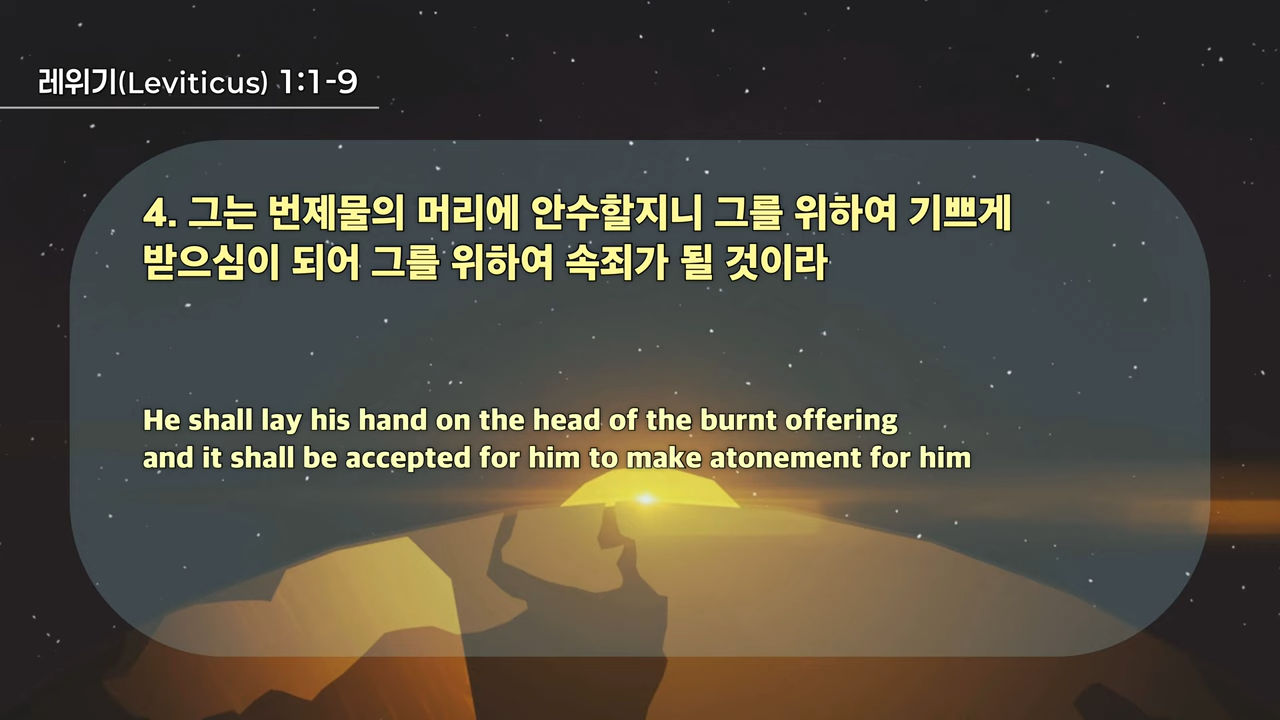 레위기(Leviticus) 1:1-9
4. 그는 번제물의 머리에 안수할지니 그를 위하여 기쁘게
받으심이 되어 그를 위하여 속죄가 될 것이라
He shall lay his hand on the head of the burnt offering
and it shall be accepted for him to make atonement for him